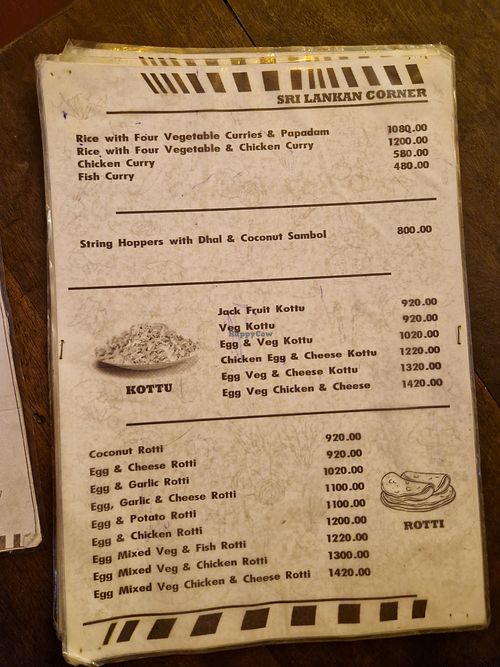 SRI LANKAN CORNER
Rice with Four Vegetable Curries & Papadam 1080.00
Rice with Four Vegetable & Chicken Curry 1200.00
Chicken Curry 580.00
Fish Curry 480.00
String Hoppers with Dhal & Coconut Sambol 800.00
Jack Fruit Kottu 920.00
Veg Kottu 920.00
HappyCow
Egg & Veg Kottu 1020.00
Chicken Egg & Cheese Kottu 1220.00
Egg Veg & Cheese Kottu 1320.00
Egg Veg Chicken & Cheese 1420.00
KOTTU
Coconut Rotti 920.00
Egg & Cheese Rotti 920.00
Egg & Garlic Rotti 1020.00
Egg, Garlic & Cheese Rotti 1100.00
Egg & Potato Rotti 1100.00
Egg & Chicken Rotti 1200.00
Egg Mixed Veg & Fish Rotti 1220.00
Egg Mixed Veg & Chicken Rotti 1300.00
Egg Mixed Veg Chicken & Cheese Rotti 1420.00
ROTTI